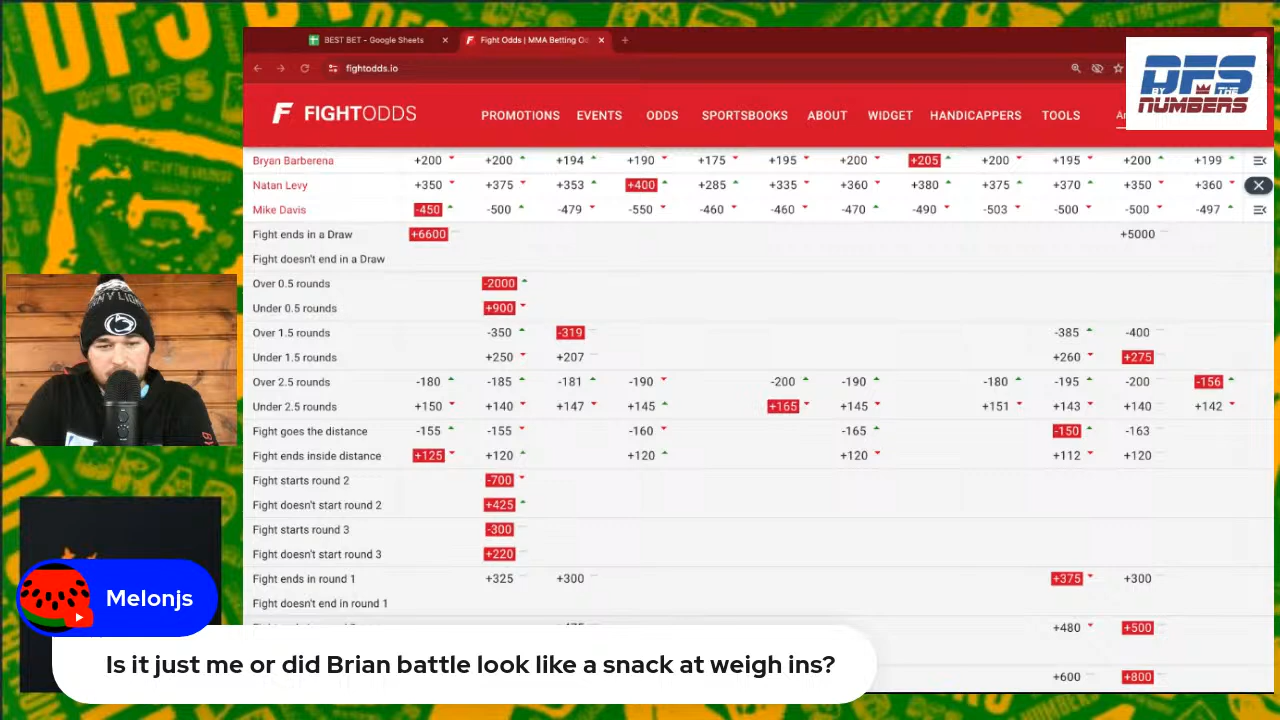 BEST BET - Google Sheets
Fight Odds | MMA Betting O
fightodds.io
DFS
BY THE
NUMBERS
FIGHTODDS
PROMOTIONS EVENTS ODDS SPORTSBOOKS ABOUT WIDGET HANDICAPPERS TOOLS
Bryan Barberena +200 +200 +194 +190 +175 +195 +200 +205 +200 +195 +200 +199
Natan Levy +350 +375 +353 +400 +285 +335 +360 +380 +375 +370 +350 +360
Mike Davis -450 -500 -479 -550 -460 -460 -470 -490 -503 -500 -500 -497
Fight ends in a Draw +6600 +5000
Fight doesn't end in a Draw
Over 0.5 rounds -2000
Under 0.5 rounds +900
Over 1.5 rounds -350 -319 -385 -400
Under 1.5 rounds +250 +207 +260 +275
Over 2.5 rounds -180 -185 -181 -190 -200 -190 -180 -195 -200 -156
Under 2.5 rounds +150 +140 +147 +145 +165 +145 +151 +143 +140 +142
Fight goes the distance -155 -155 -160 -165 -150 -163
Fight ends inside distance +125 +120 +120 +120 +112 +120
Fight starts round 2 -700
Fight doesn't start round 2 +425
Fight starts round 3 -300
Fight doesn't start round 3 +220
Fight ends in round 1 +325 +300 +375 +300
Fight doesn't end in round 1
+480 +500
+600 +800
Melonjs
Is it just me or did Brian battle look like a snack at weigh ins?